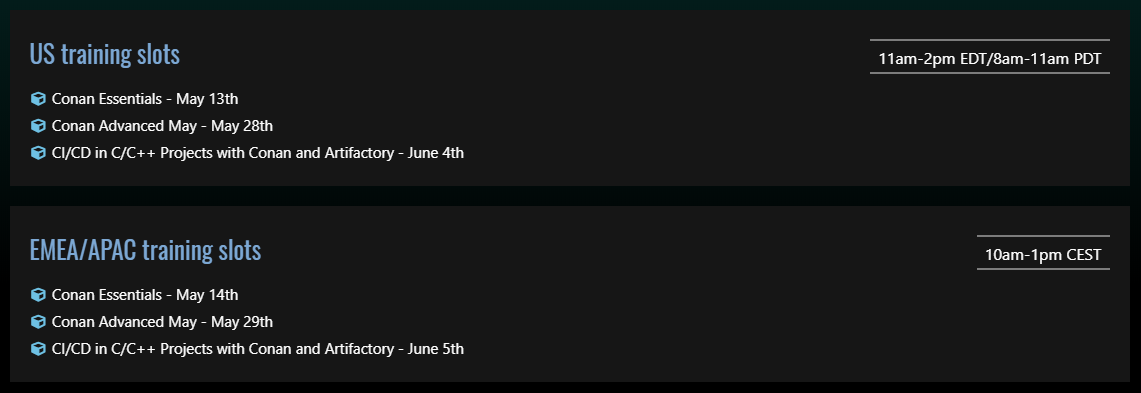 US training slots
11am-2pm EDT/8am-11am PDT
Conan Essentials - May 13th
Conan Advanced May - May 28th
CI/CD in C/C++ Projects with Conan and Artifactory - June 4th
EMEA/APAC training slots
10am-1pm CEST
Conan Essentials - May 14th
Conan Advanced May - May 29th
CI/CD in C/C++ Projects with Conan and Artifactory - June 5th